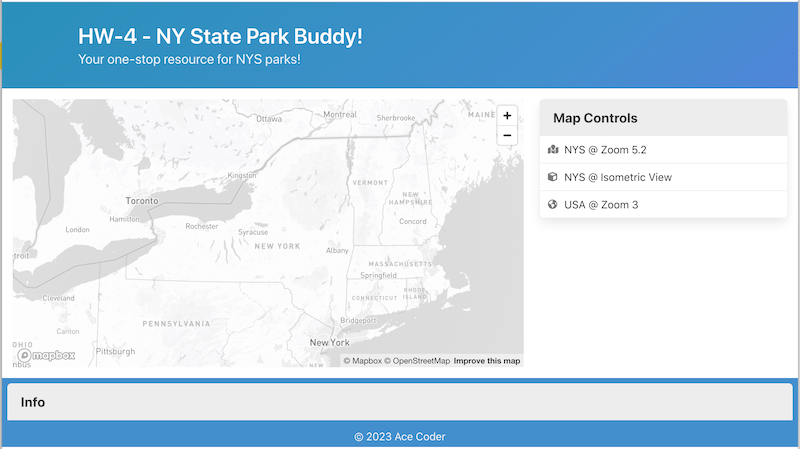 HW-4 - NY State Park Buddy!
Your one-stop resource for NYS parks!
Ottawa
Montreal
Sherbrooke
MAINE
+
−
Kingston
VERMONT
Toronto
NEW
HAMPSHIRE
Hamilton
London
Rochester
Syracuse
Concord
NEW YORK
Albany
troit
MASSACHUSETTS
Springfield
Cleveland
CONNECTICUT
RHODE
ISLAND
Bridgeport
Canton
PENNSYLVANIA
New York
OHIO
Pittsburgh
mapbox
nbus
© Mapbox © OpenStreetMap Improve this map
Map Controls
NYS @ Zoom 5.2
NYS @ Isometric View
USA @ Zoom 3
Info
© 2023 Ace Coder